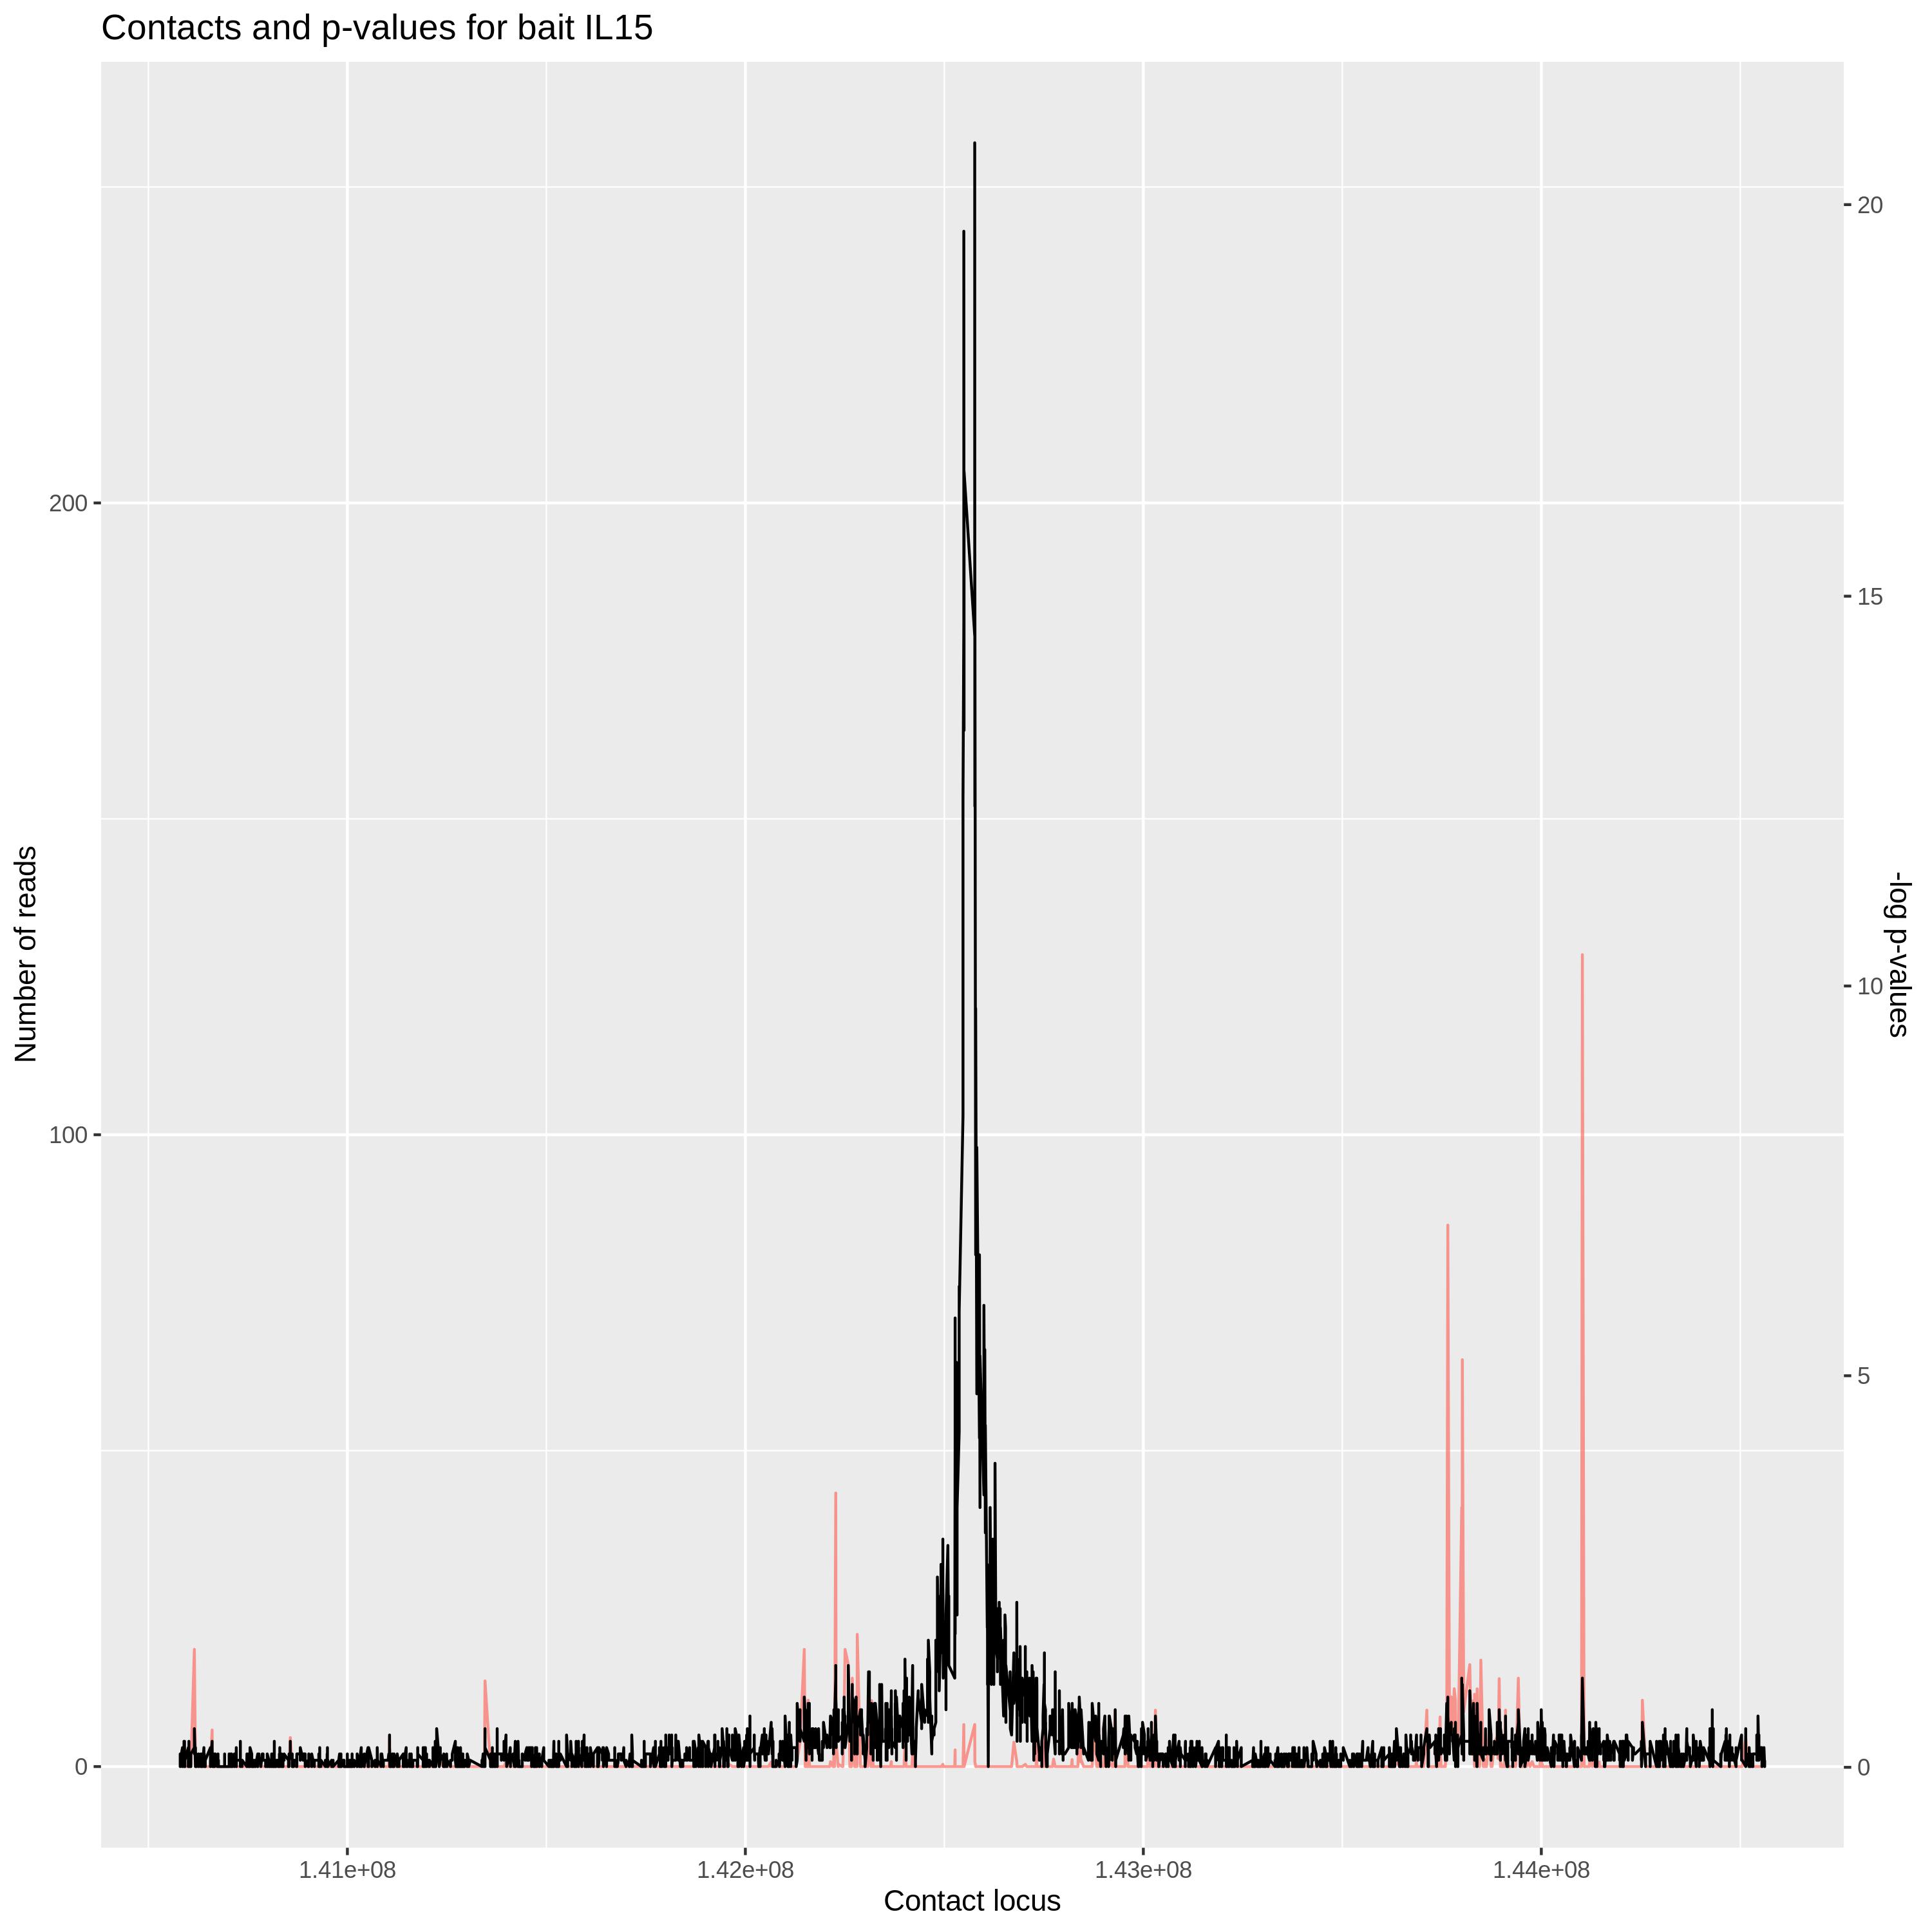 Contacts and p-values for bait IL15
Number of reads
200
100
0
20
15
10
5
0
-log p-values
1.41e+08 1.42e+08 1.43e+08 1.44e+08
Contact locus